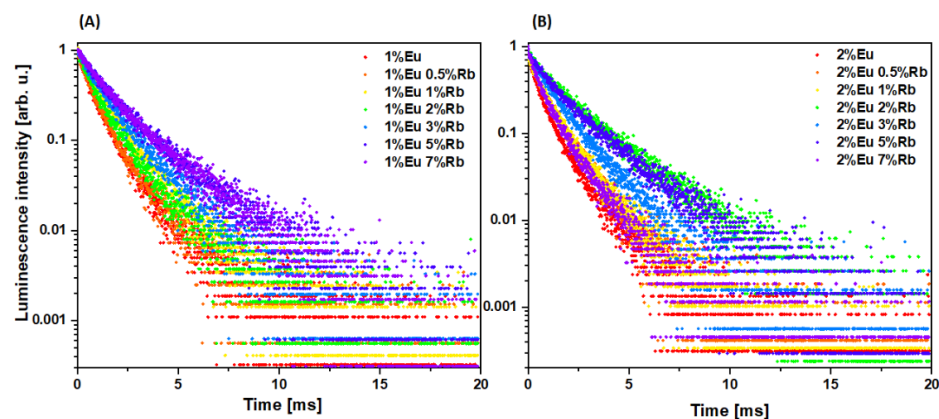 (A)
(B)
Luminescence intensity [arb. u.]
1
0.1
0.01
0.001
1%Eu
1%Eu 0.5%Rb
1%Eu 1%Rb
1%Eu 2%Rb
1%Eu 3%Rb
1%Eu 5%Rb
1%Eu 7%Rb
0 5 10 15 20
Time [ms]
1
0.1
0.01
0.001
2%Eu
2%Eu 0.5%Rb
2%Eu 1%Rb
2%Eu 2%Rb
2%Eu 3%Rb
2%Eu 5%Rb
2%Eu 7%Rb
0 5 10 15 20
Time [ms]